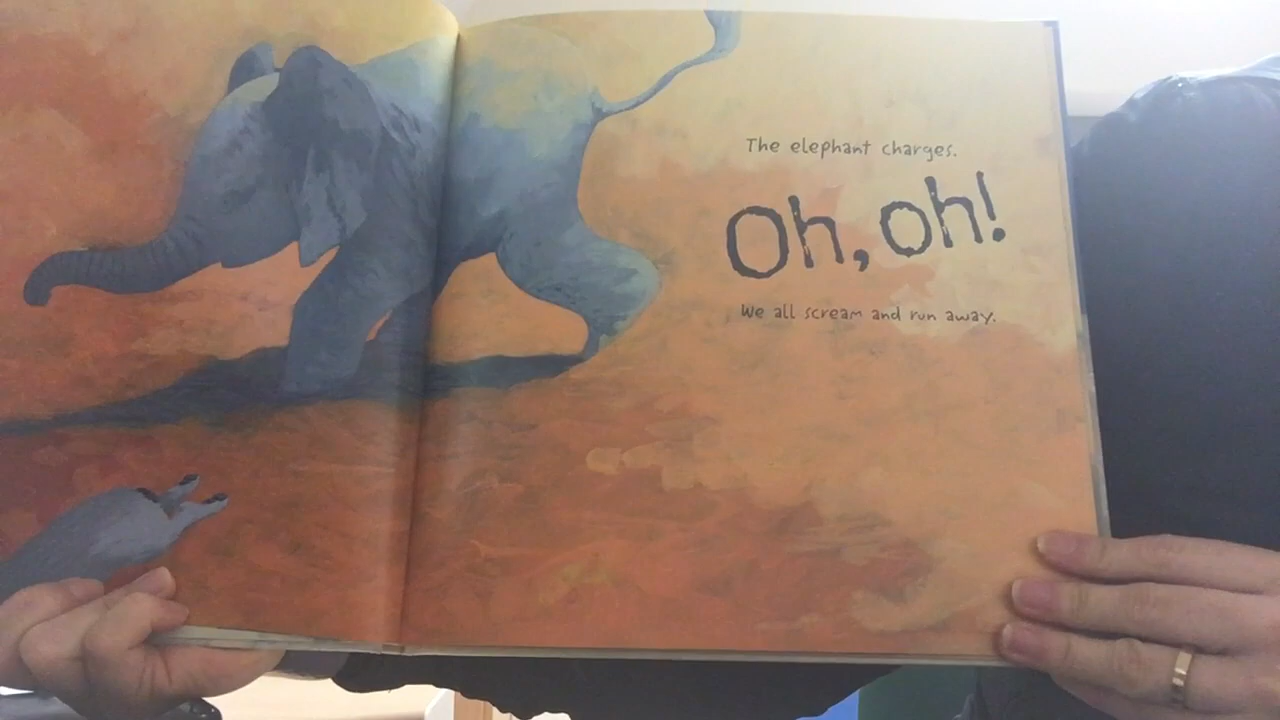 The elephant charges.
Oh, oh!
We all scream and run away.